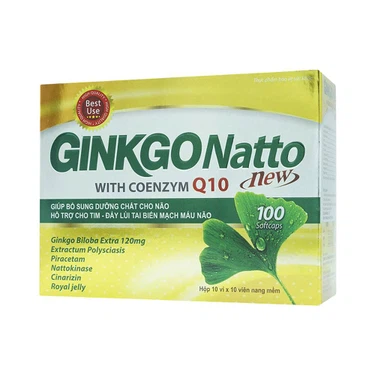 Best
Use
GINKGONatto
new
WITH COENZYM Q10
GIÚP BỔ SUNG DƯỠNG CHẤT CHO NÃO
HỖ TRỢ CHO TIM - ĐẨY LÙI TAI BIẾN MẠCH MÁU NÃO
100
Softcaps
Ginkgo Biloba Extra 120mg
Extractum Polysciasis
Piracetam
Nattokinase
Cinarizin
Royal jelly
Hộp 10 vỉ x 10 viên nang mềm